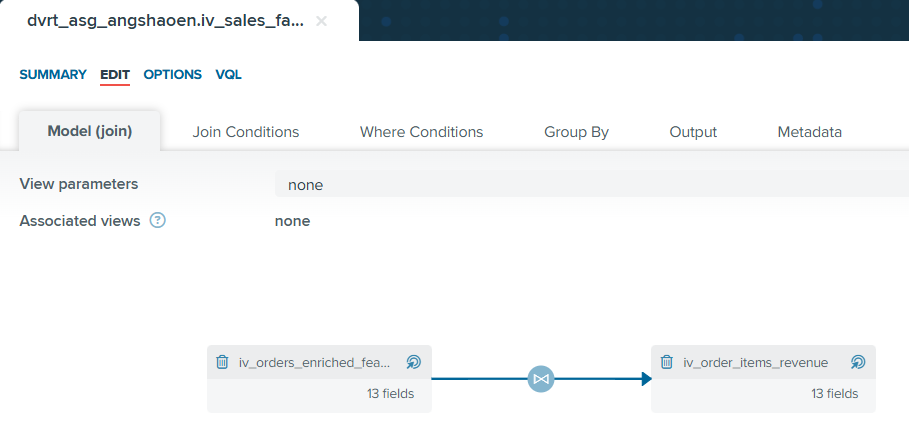 dvrt_asg_angshaoen.iv_sales_fa... ×
SUMMARY EDIT OPTIONS VQL
Model (join) Join Conditions Where Conditions Group By Output Metadata
View parameters none
Associated views ? none
iv_orders_enriched_fea... iv_order_items_revenue
13 fields 13 fields